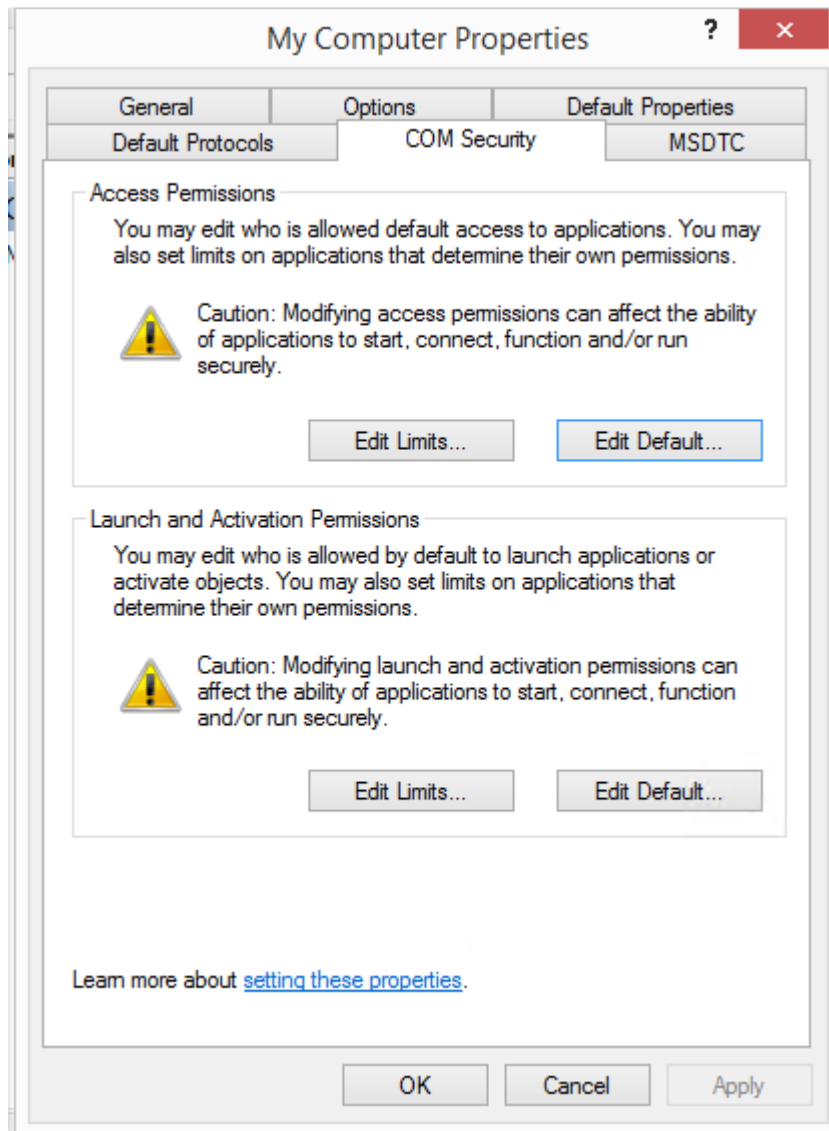 My Computer Properties
?
General
Options
Default Properties
Default Protocols
COM Security
MSDTC
Access Permissions
You may edit who is allowed default access to applications. You may
also set limits on applications that determine their own permissions.
Caution: Modifying access permissions can affect the ability
of applications to start, connect, function and/or run
securely.
Edit Limits...
Edit Default...
Launch and Activation Permissions
You may edit who is allowed by default to launch applications or
activate objects. You may also set limits on applications that
determine their own permissions.
Caution: Modifying launch and activation permissions can
affect the ability of applications to start, connect, function
and/or run securely.
Edit Limits...
Edit Default...
Learn more about setting these properties.
OK
Cancel
Apply